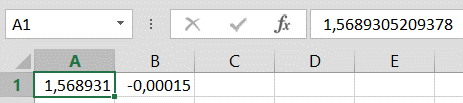 A1 fx 1,5689305209378
A B C D E
1 1,568931 -0,00015